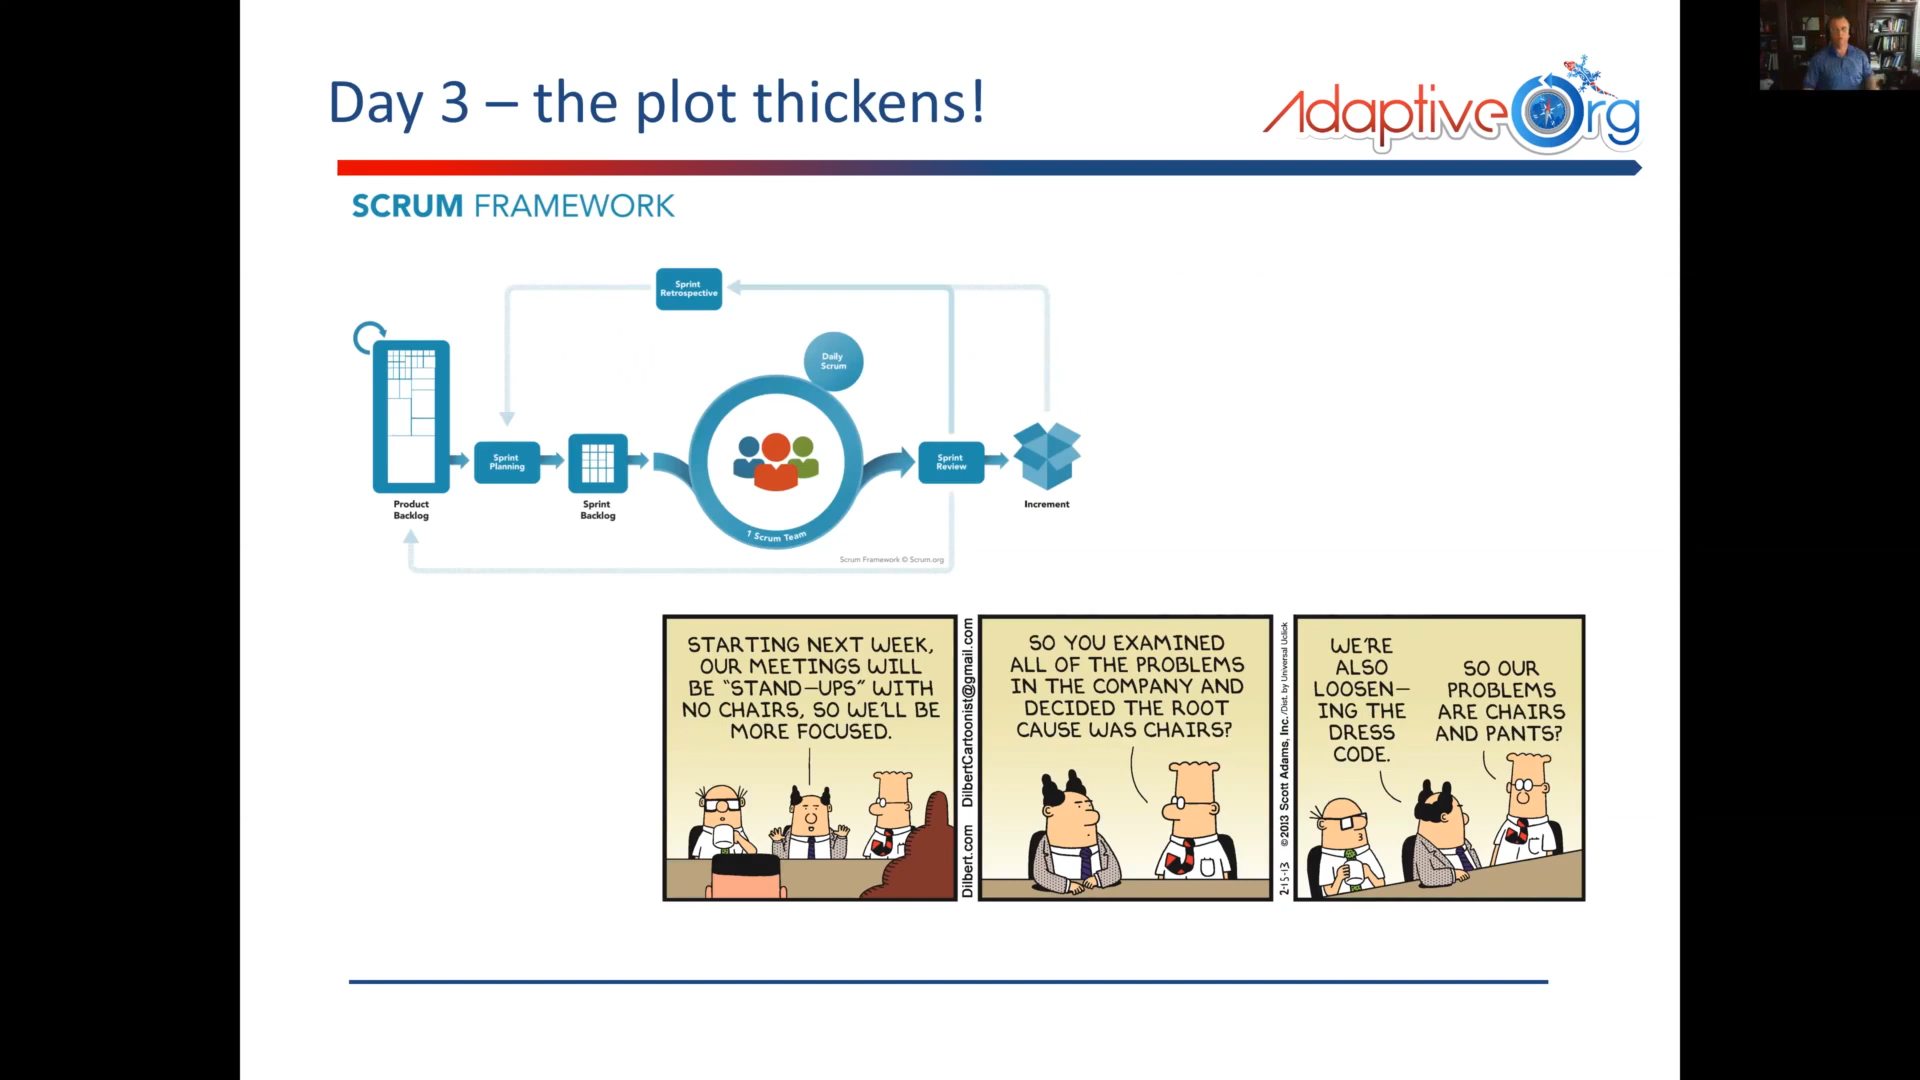 Day 3 – the plot thickens!
AdaptiveOrg
SCRUM FRAMEWORK
Sprint
Retrospective
Daily
Scrum
Sprint
Planning
Sprint
Review
Product
Backlog
Sprint
Backlog
1 Scrum Team
Increment
Scrum Framework © Scrum.org
STARTING NEXT WEEK,
OUR MEETINGS WILL
BE "STAND-UPS" WITH
NO CHAIRS, SO WE'LL BE
MORE FOCUSED.
Dilbert.com DilbertCartoonist@gmail.com
SO YOU EXAMINED
ALL OF THE PROBLEMS
IN THE COMPANY AND
DECIDED THE ROOT
CAUSE WAS CHAIRS?
2-15-13 ©2013 Scott Adams, Inc. /Dist. by Universal Uclick
WE'RE
ALSO
LOOSEN-
ING THE
DRESS
CODE.
SO OUR
PROBLEMS
ARE CHAIRS
AND PANTS?